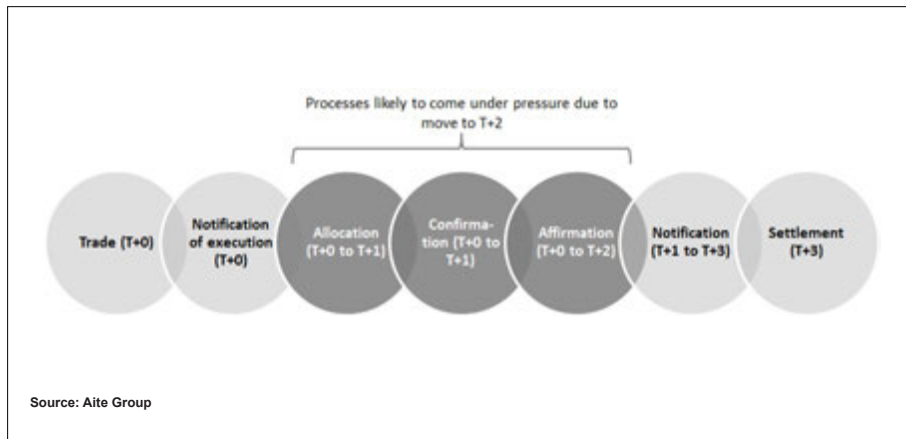 Processes likely to come under pressure due to
move to T+2
Trade (T+0)
Notification
of execution
(T+0)
Allocation
(T+0 to T+1)
Confirma-
tion (T+0 to
T+1)
Affirmation
(T+0 to T+2)
Notification
(T+1 to T+3)
Settlement
(T+3)
Source: Aite Group